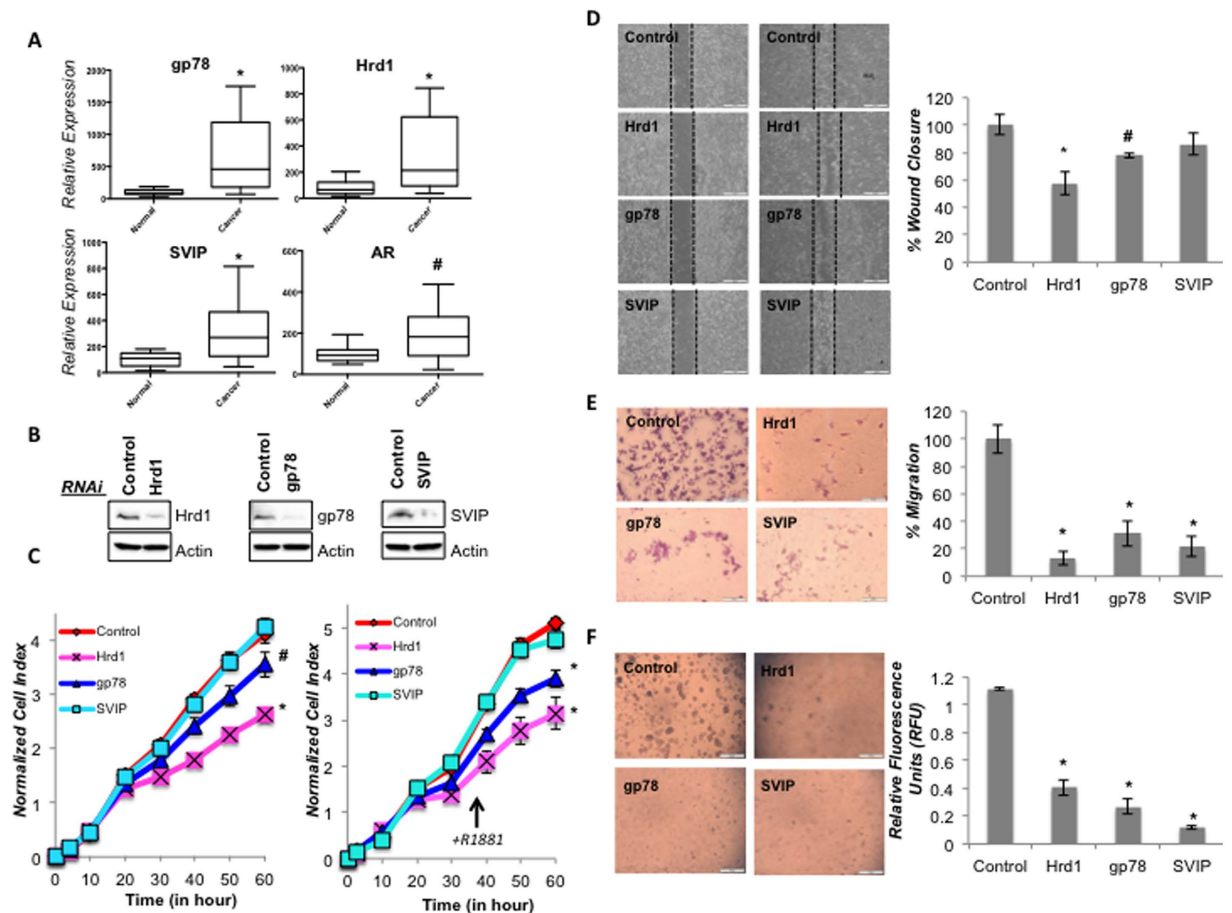 A
gp78
Hrd1
Relative Expression
2000
1500
1000
500
0
Normal
Cancer
*
1000
800
600
400
200
0
Normal
Cancer
*
SVIP
AR
Relative Expression
1000
800
600
400
200
0
Normal
Cancer
*
600
400
200
0
Normal
Cancer
#
B
RNAi
Control
Hrd1
Hrd1
Actin
Control
gp78
gp78
Actin
Control
SVIP
SVIP
Actin
C
Normalized Cell Index
4
3
2
1
0
Control
Hrd1
gp78
SVIP
#
*
0 10 20 30 40 50 60
Time (in hour)
Normalized Cell Index
5
4
3
2
1
0
Control
Hrd1
gp78
SVIP
*
*
+R1881
0 10 20 30 40 50 60
Time (in hour)
D
Control
Control
Hrd1
Hrd1
gp78
gp78
SVIP
SVIP
% Wound Closure
120
100
80
60
40
20
0
*
#
Control Hrd1 gp78 SVIP
E
Control
Hrd1
gp78
SVIP
% Migration
120
100
80
60
40
20
0
* * *
Control Hrd1 gp78 SVIP
F
Control
Hrd1
gp78
SVIP
Relative Fluorescence
Units (RFU)
1.2
1
0.8
0.6
0.4
0.2
0
* * *
Control Hrd1 gp78 SVIP